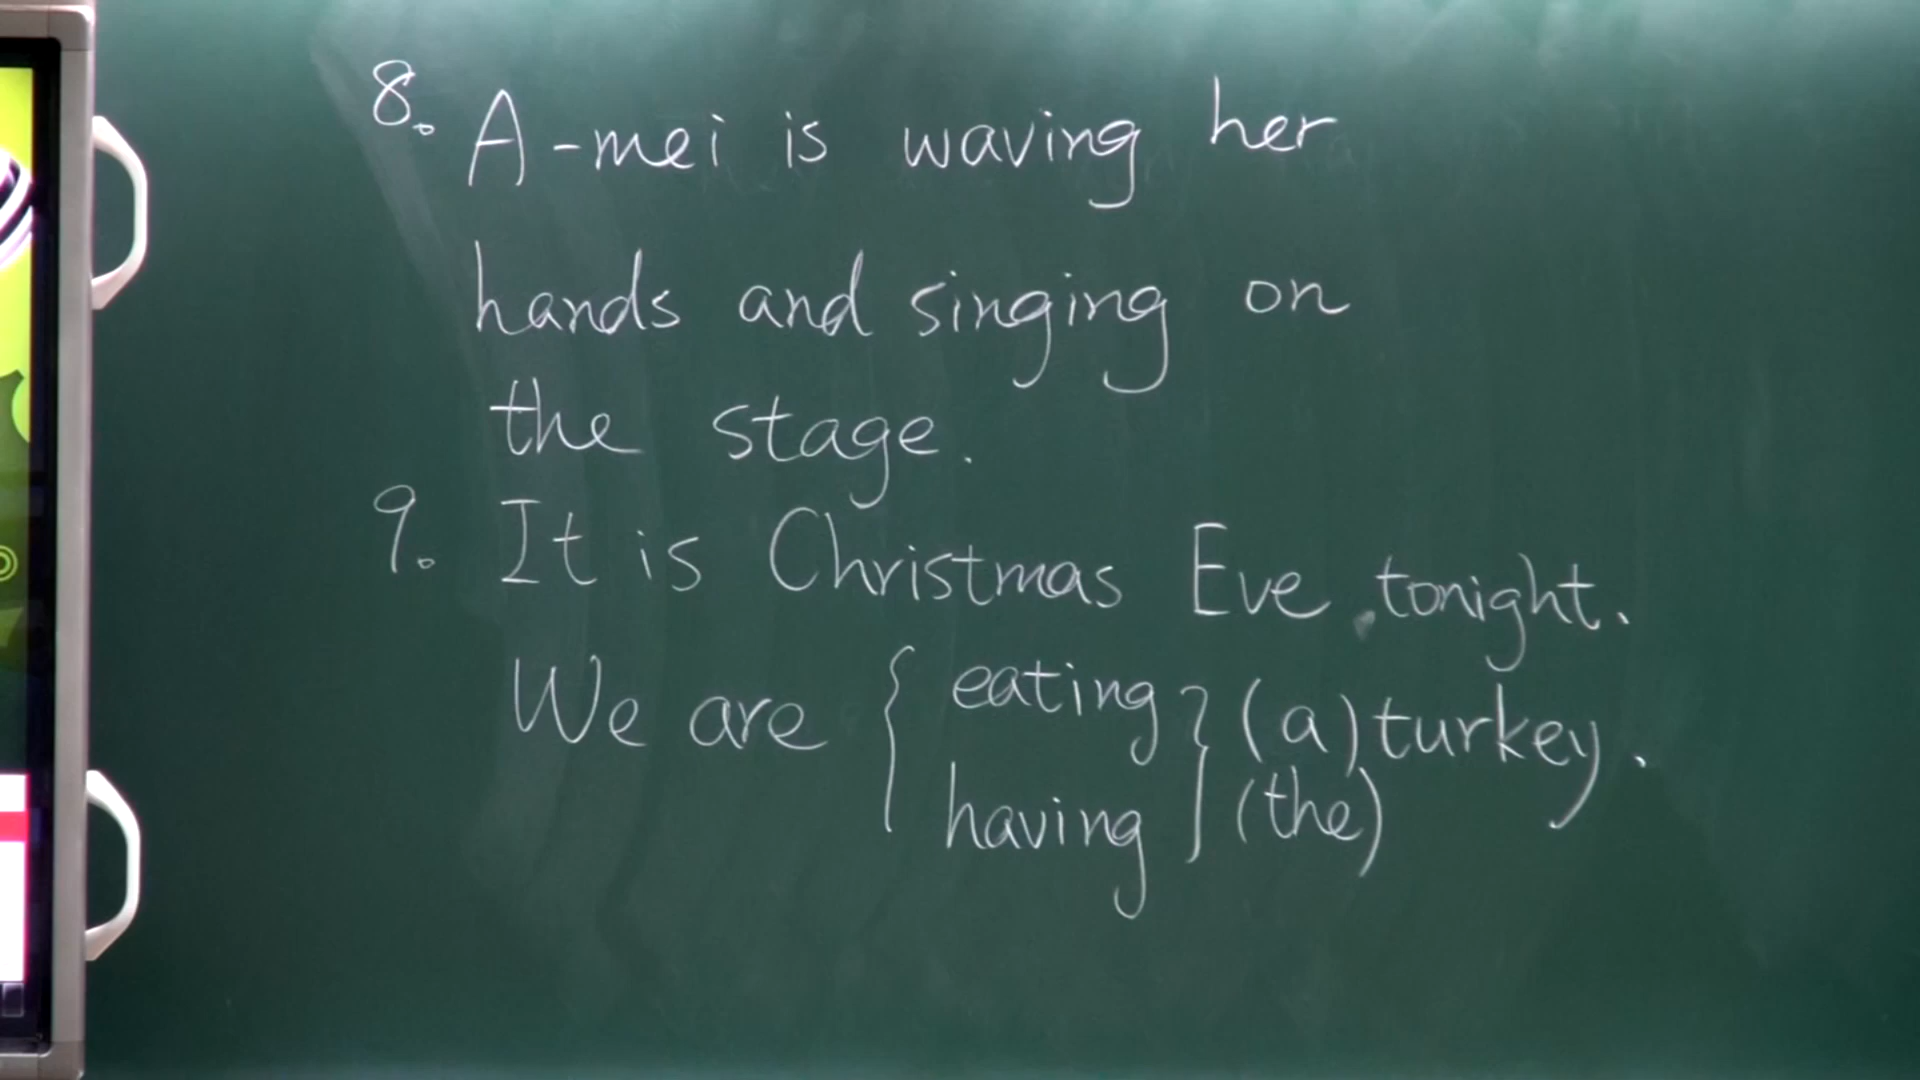 8. A-mei is waving her
hands and singing on
the stage.
9. It is Christmas Eve tonight.
We are { eating } (a) turkey.
having (the)